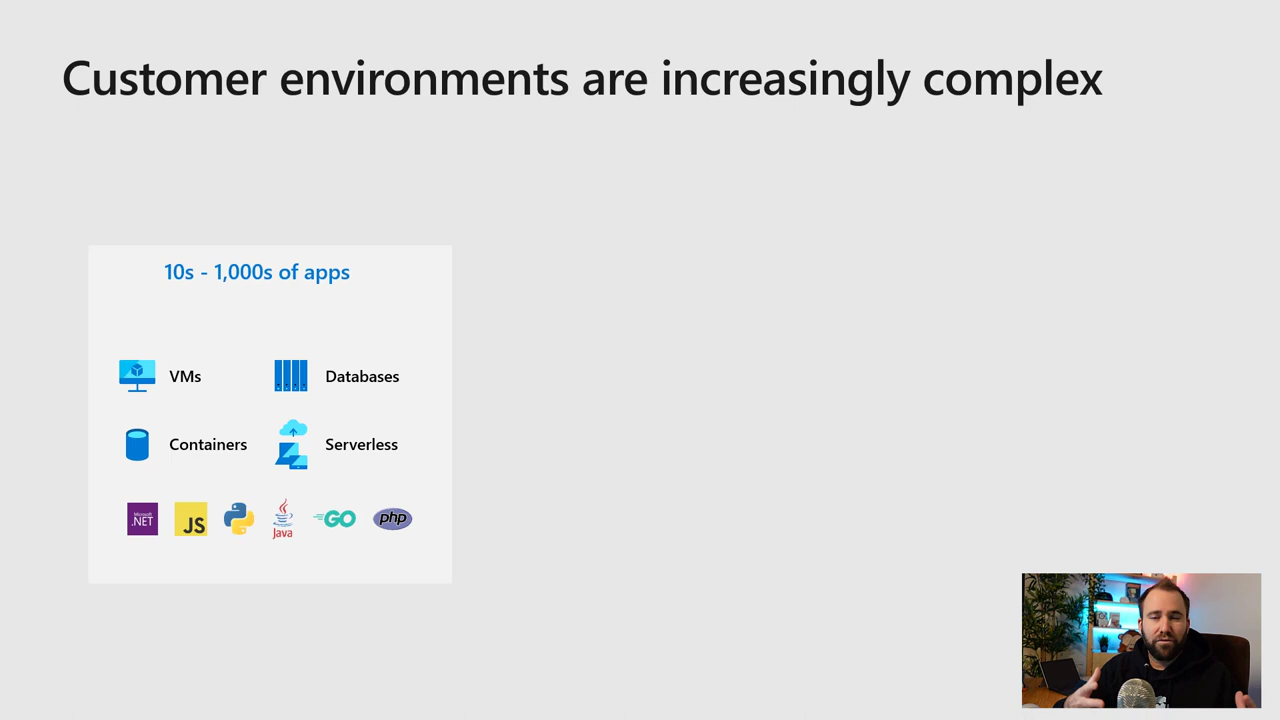 Customer environments are increasingly complex
10s - 1,000s of apps
VMs
Databases
Containers
Serverless
Microsoft
.NET
JS
Java
GO
php